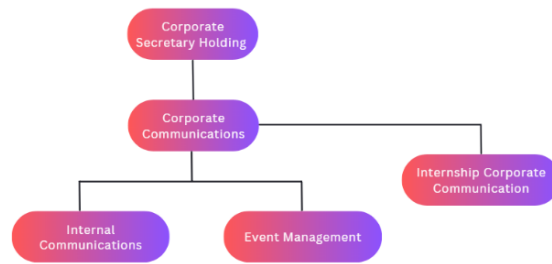 Corporate
Secretary Holding
Corporate
Communications
Internship Corporate
Communication
Internal
Communications
Event Management